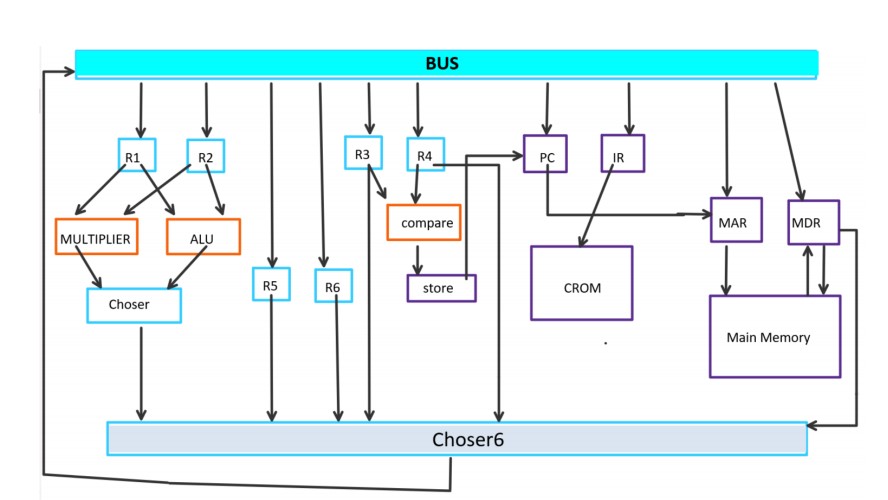 BUS
R1
R2
R3
R4
PC
IR
MULTIPLIER
ALU
compare
MAR
MDR
R5
R6
store
CROM
Choser
Main Memory
Choser6